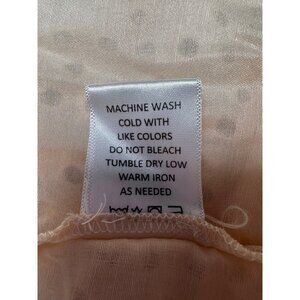 MACHINE WASH
COLD WITH
LIKE COLORS
DO NOT BLEACH
TUMBLE DRY LOW
WARM IRON
AS NEEDED